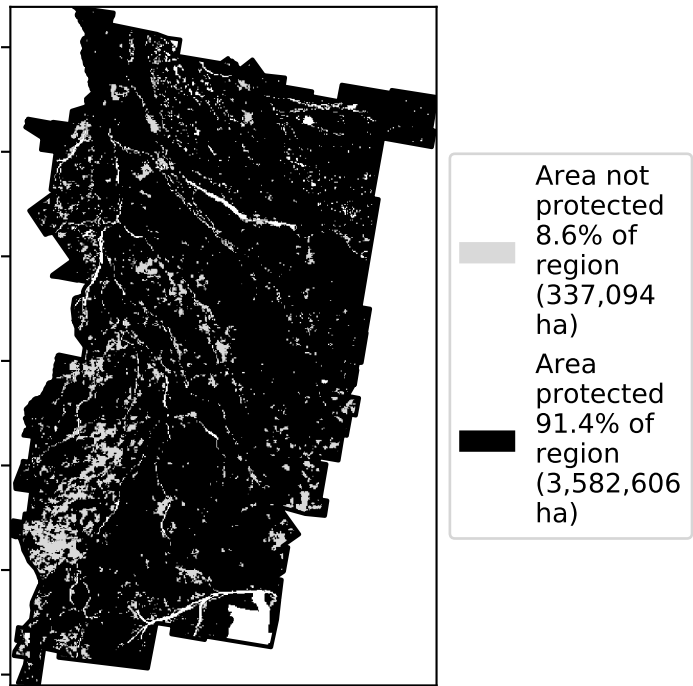 Area not
protected
8.6% of
region
(337,094
ha)
Area
protected
91.4% of
region
(3,582,606
ha)